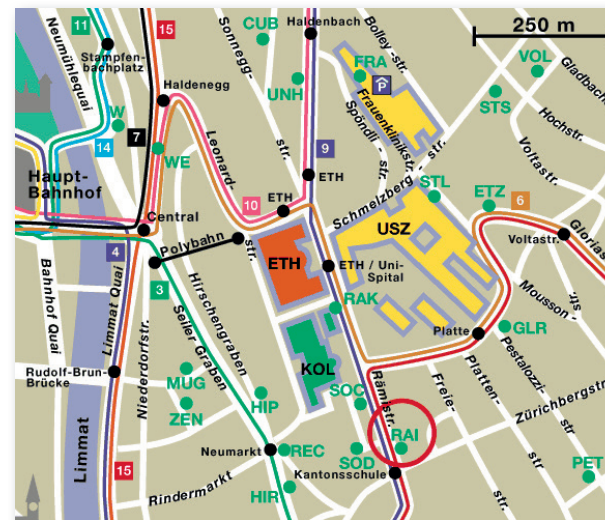 11
15
CUB
Haldenbach
Bolley-str.
250 m
Neumühlequai
Stampfen-
bachplatz
Sonnegg-
str.
FRA
P
VOL
Gladbach
UNH
STS
Haldenegg
Frauenklinikstr.
Spöndli-str.
Hochstr.
W
7
14
WE
Leonard-
str.
9
Voltastr.
Haupt-
Bahnhof
ETH
Schmelzberg-str.
STL
ETZ
6
10
ETH
Central
USZ
Voltastr.
Glorias
str.
4
Polybahn
ETH
ETH / Uni-
Spital
3
Bahnhof Quai
Limmat Quai
Hirschengraben
Seiler Graben
RAK
Mousson-
str.
Platte
GLR
Niederdorfstr.
KOL
Rudolf-Brun-
Brücke
MUG
ZEN
HIP
SOC
Rämistr.
Freie-
str.
Platten-
str.
Pestalozzi-
str.
Zürichbergstr
Limmat
RAI
Neumarkt
REC
SOD
15
Kantonsschule
PET
Rindermarkt
HIR